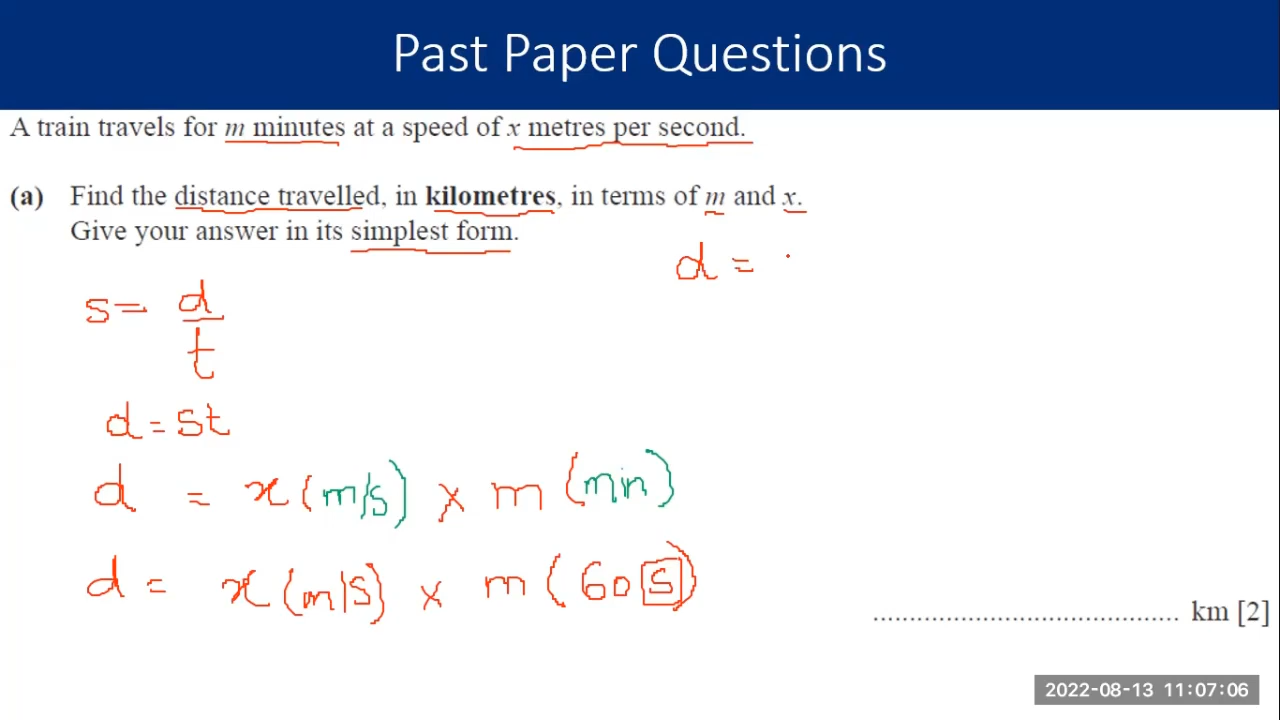 Past Paper Questions
A train travels for m minutes at a speed of x metres per second.
(a) Find the distance travelled, in kilometres, in terms of m and x.
Give your answer in its simplest form.
d =
s = d/t
d = st
d = x (m/s) × m (min)
d = x (m/s) × m (60 s)
........................................ km [2]
2022-08-13 11:07:06